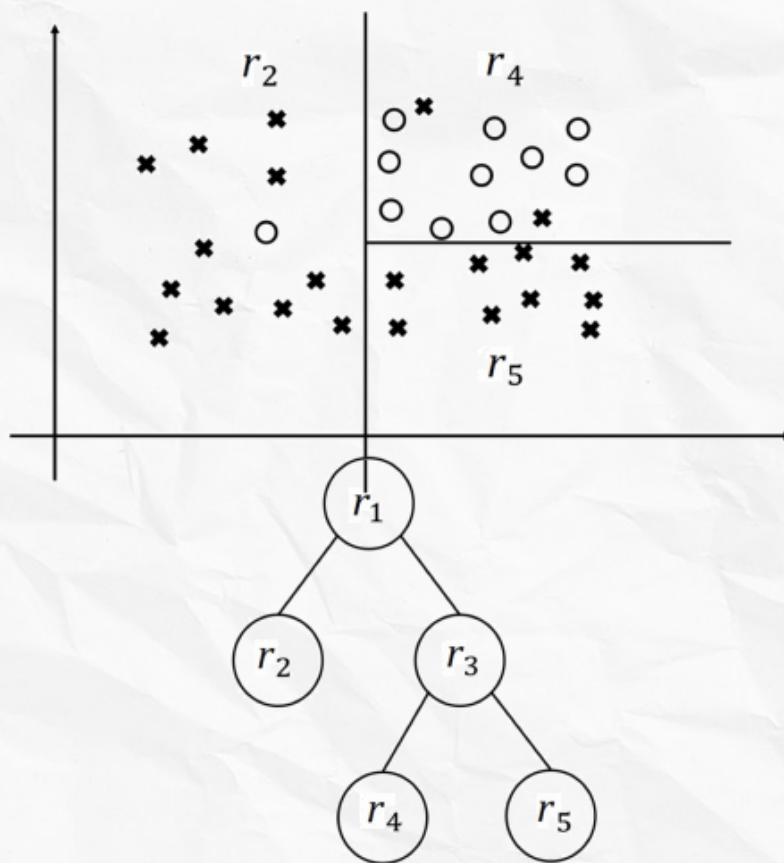 r₂ r₄
r₅
r₁
r₂ r₃
r₄ r₅